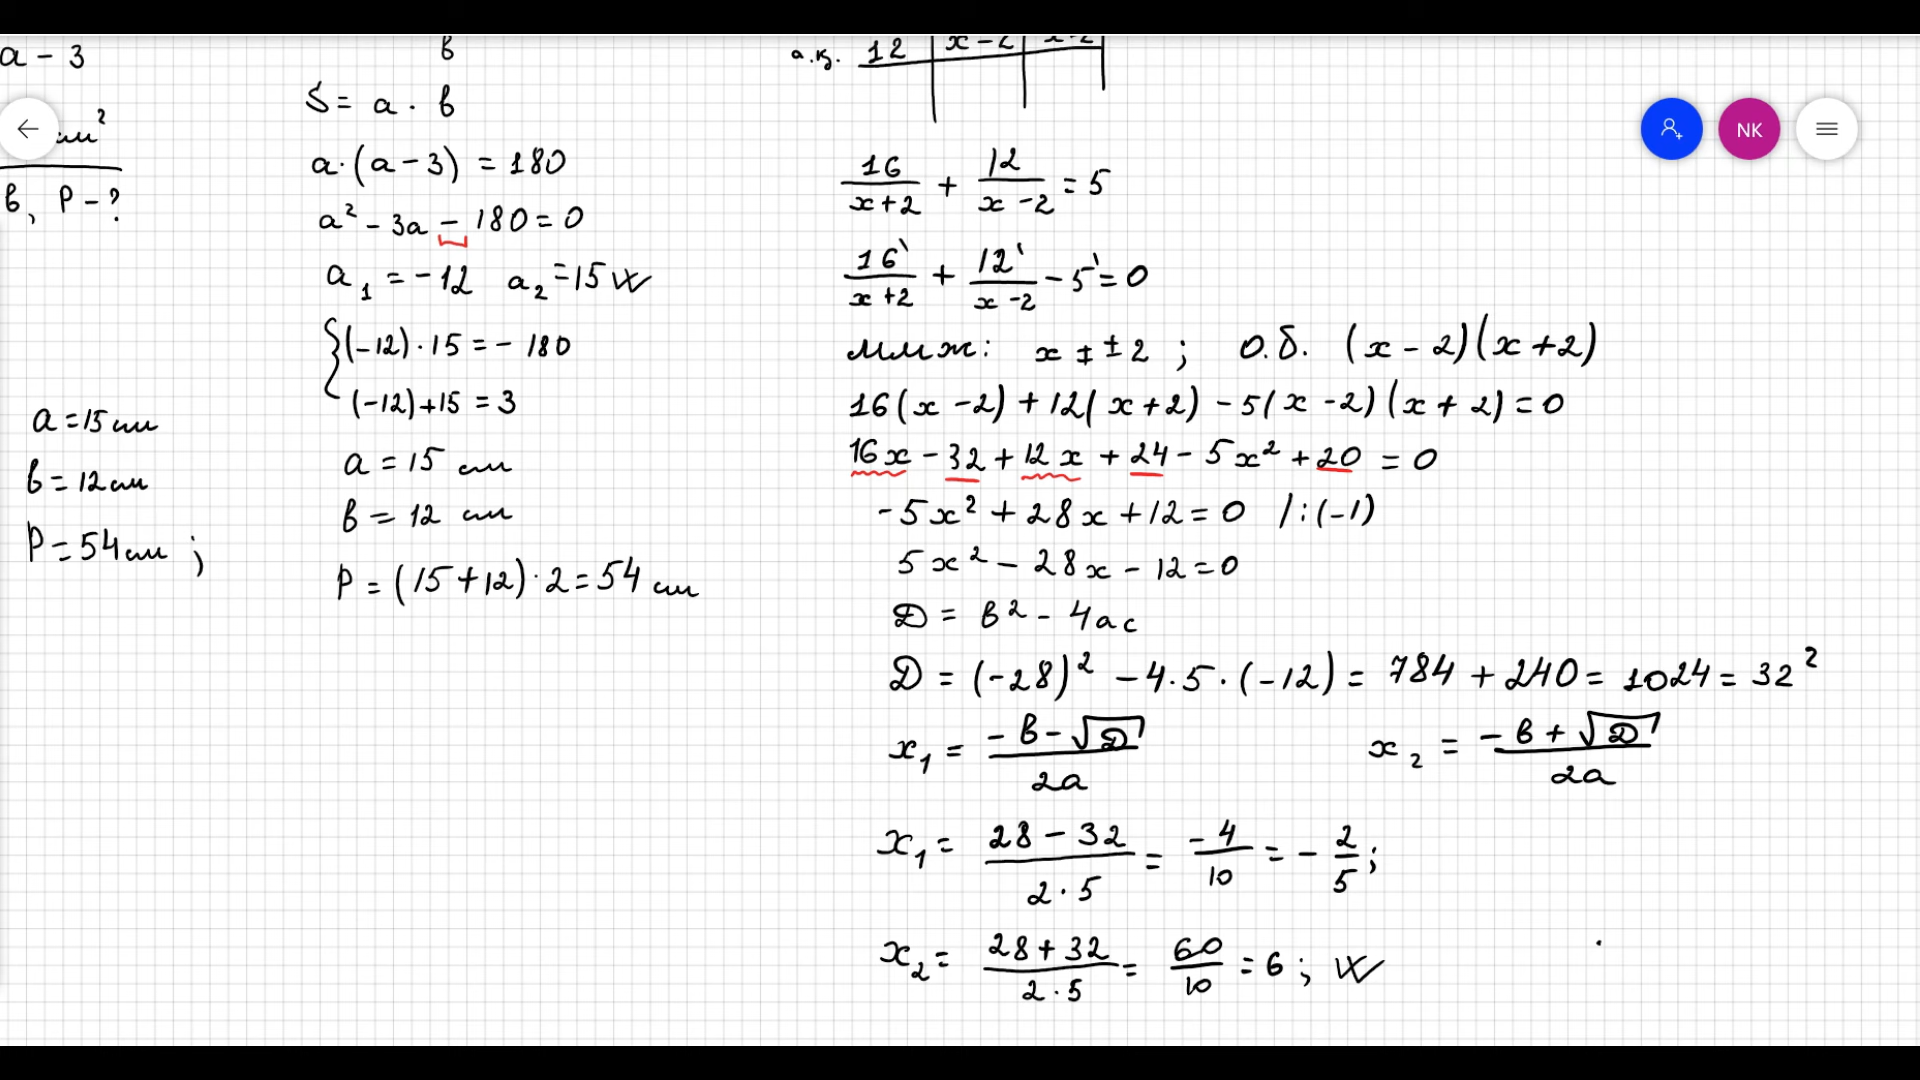 a - 3
см²
в, P - ?
a = 15 см
в = 12 см
P = 54 см ;
в
S = a · в
a · (a - 3) = 180
a² - 3a - 180 = 0
a₁ = -12 a₂ = 15 W
(-12) · 15 = - 180
(-12) + 15 = 3
a = 15 см
в = 12 см
P = (15 + 12) · 2 = 54 см
а.қ. 12 x - 2
16/(x + 2) + 12/(x - 2) = 5
16/(x + 2) + 12/(x - 2) - 5 = 0
ммж: x ≠ ± 2 ; О.б. (x - 2)(x + 2)
16(x - 2) + 12(x + 2) - 5(x - 2)(x + 2) = 0
16x - 32 + 12x + 24 - 5x² + 20 = 0
- 5x² + 28x + 12 = 0 / : (-1)
5x² - 28x - 12 = 0
D = в² - 4ac
D = (-28)² - 4 · 5 · (-12) = 784 + 240 = 1024 = 32²
x₁ = (-в - √D)/2a x₂ = (-в + √D)/2a
x₁ = (28 - 32)/(2 · 5) = -4/10 = - 2/5 ;
x₂ = (28 + 32)/(2 · 5) = 60/10 = 6 ; W
NK